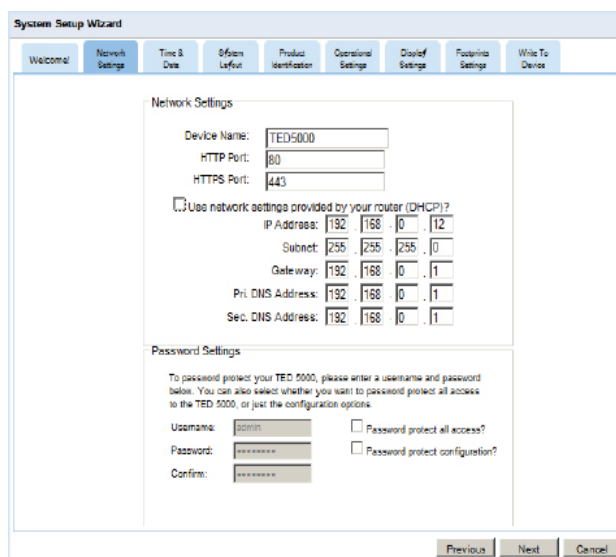 System Setup Wizard
Welcome! Network Settings Time & Date System Layout Product Identification Operational Settings Display Settings Footprints Settings Write To Device
Network Settings
Device Name: TED5000
HTTP Port: 80
HTTPS Port: 443
Use network settings provided by your router (DHCP)?
IP Address: 192 . 168 . 0 . 12
Subnet: 255 . 255 . 255 . 0
Gateway: 192 . 168 . 0 . 1
Pri. DNS Address: 192 . 168 . 0 . 1
Sec. DNS Address: 192 . 168 . 0 . 1
Password Settings
To password protect your TED 5000, please enter a username and password
below. You can also select whether you want to password protect all access
to the TED 5000, or just the configuration options.
Username: admin Password protect all access?
Password: ******** Password protect configuration?
Confirm: ********
Previous Next Cancel